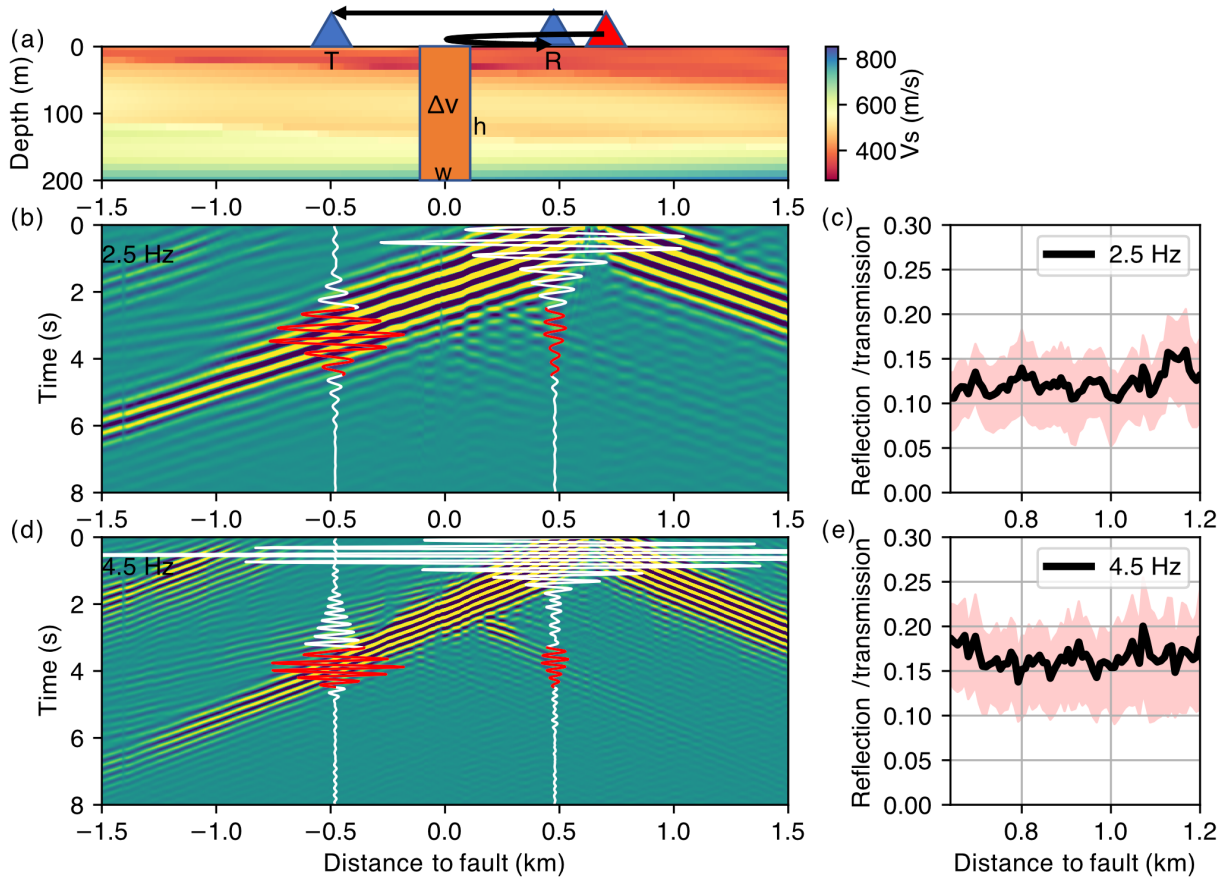 (a)
T
R
Δv
h
w
Depth (m)
0
100
200
−1.5
−1.0
−0.5
0.0
0.5
1.0
1.5
800
600
400
Vs (m/s)
(b)
2.5 Hz
Time (s)
0
2
4
6
8
−1.5
−1.0
−0.5
0.0
0.5
1.0
1.5
(c)
2.5 Hz
Reflection /transmission
0.30
0.25
0.20
0.15
0.10
0.05
0.00
0.8
1.0
1.2
(d)
4.5 Hz
Time (s)
0
2
4
6
8
−1.5
−1.0
−0.5
0.0
0.5
1.0
1.5
Distance to fault (km)
(e)
4.5 Hz
Reflection /transmission
0.30
0.25
0.20
0.15
0.10
0.05
0.00
0.8
1.0
1.2
Distance to fault (km)